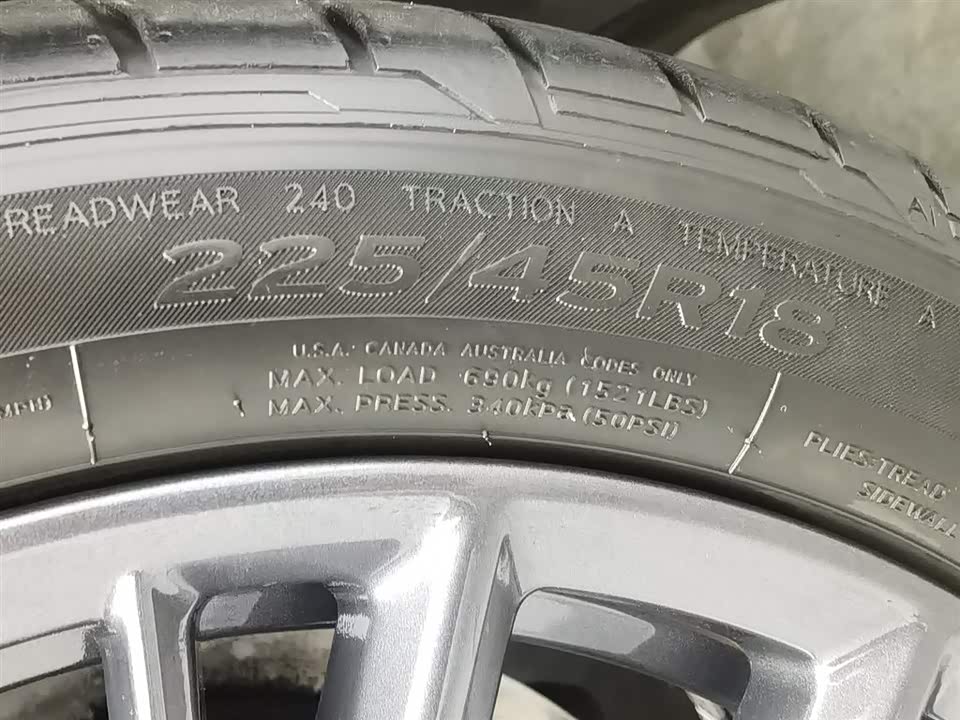 READWEAR 240 TRACTION A TEMPERATURE A
225/45R18
U.S.A. CANADA AUSTRALIA CODES ONLY
MAX. LOAD 690kg (1521LBS)
MAX. PRESS. 340kPa (50PSI)
MPH)
PLIES:TREAD
SIDEWALL